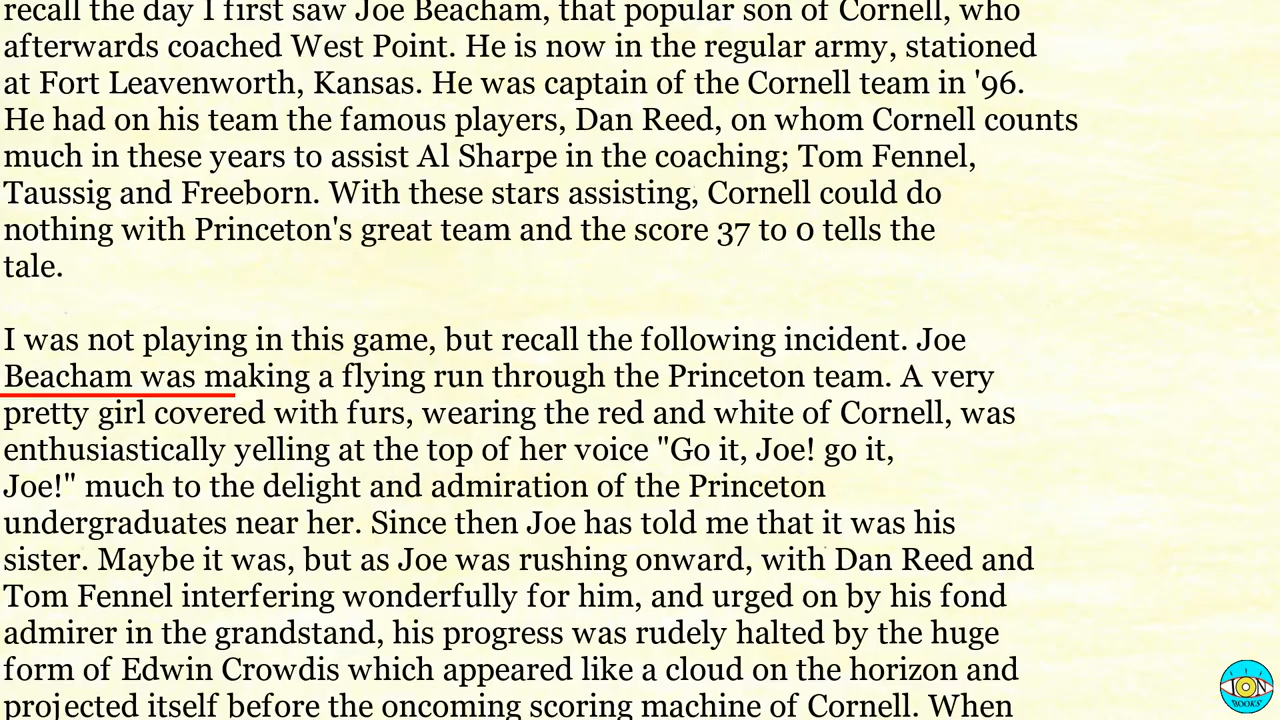 recall the day I first saw Joe Beacham, that popular son of Cornell, who
afterwards coached West Point. He is now in the regular army, stationed
at Fort Leavenworth, Kansas. He was captain of the Cornell team in '96.
He had on his team the famous players, Dan Reed, on whom Cornell counts
much in these years to assist Al Sharpe in the coaching; Tom Fennel,
Taussig and Freeborn. With these stars assisting, Cornell could do
nothing with Princeton's great team and the score 37 to 0 tells the
tale.
I was not playing in this game, but recall the following incident. Joe
Beacham was making a flying run through the Princeton team. A very
pretty girl covered with furs, wearing the red and white of Cornell, was
enthusiastically yelling at the top of her voice "Go it, Joe! go it,
Joe!" much to the delight and admiration of the Princeton
undergraduates near her. Since then Joe has told me that it was his
sister. Maybe it was, but as Joe was rushing onward, with Dan Reed and
Tom Fennel interfering wonderfully for him, and urged on by his fond
admirer in the grandstand, his progress was rudely halted by the huge
form of Edwin Crowdis which appeared like a cloud on the horizon and
projected itself before the oncoming scoring machine of Cornell. When
ION
BOOKS